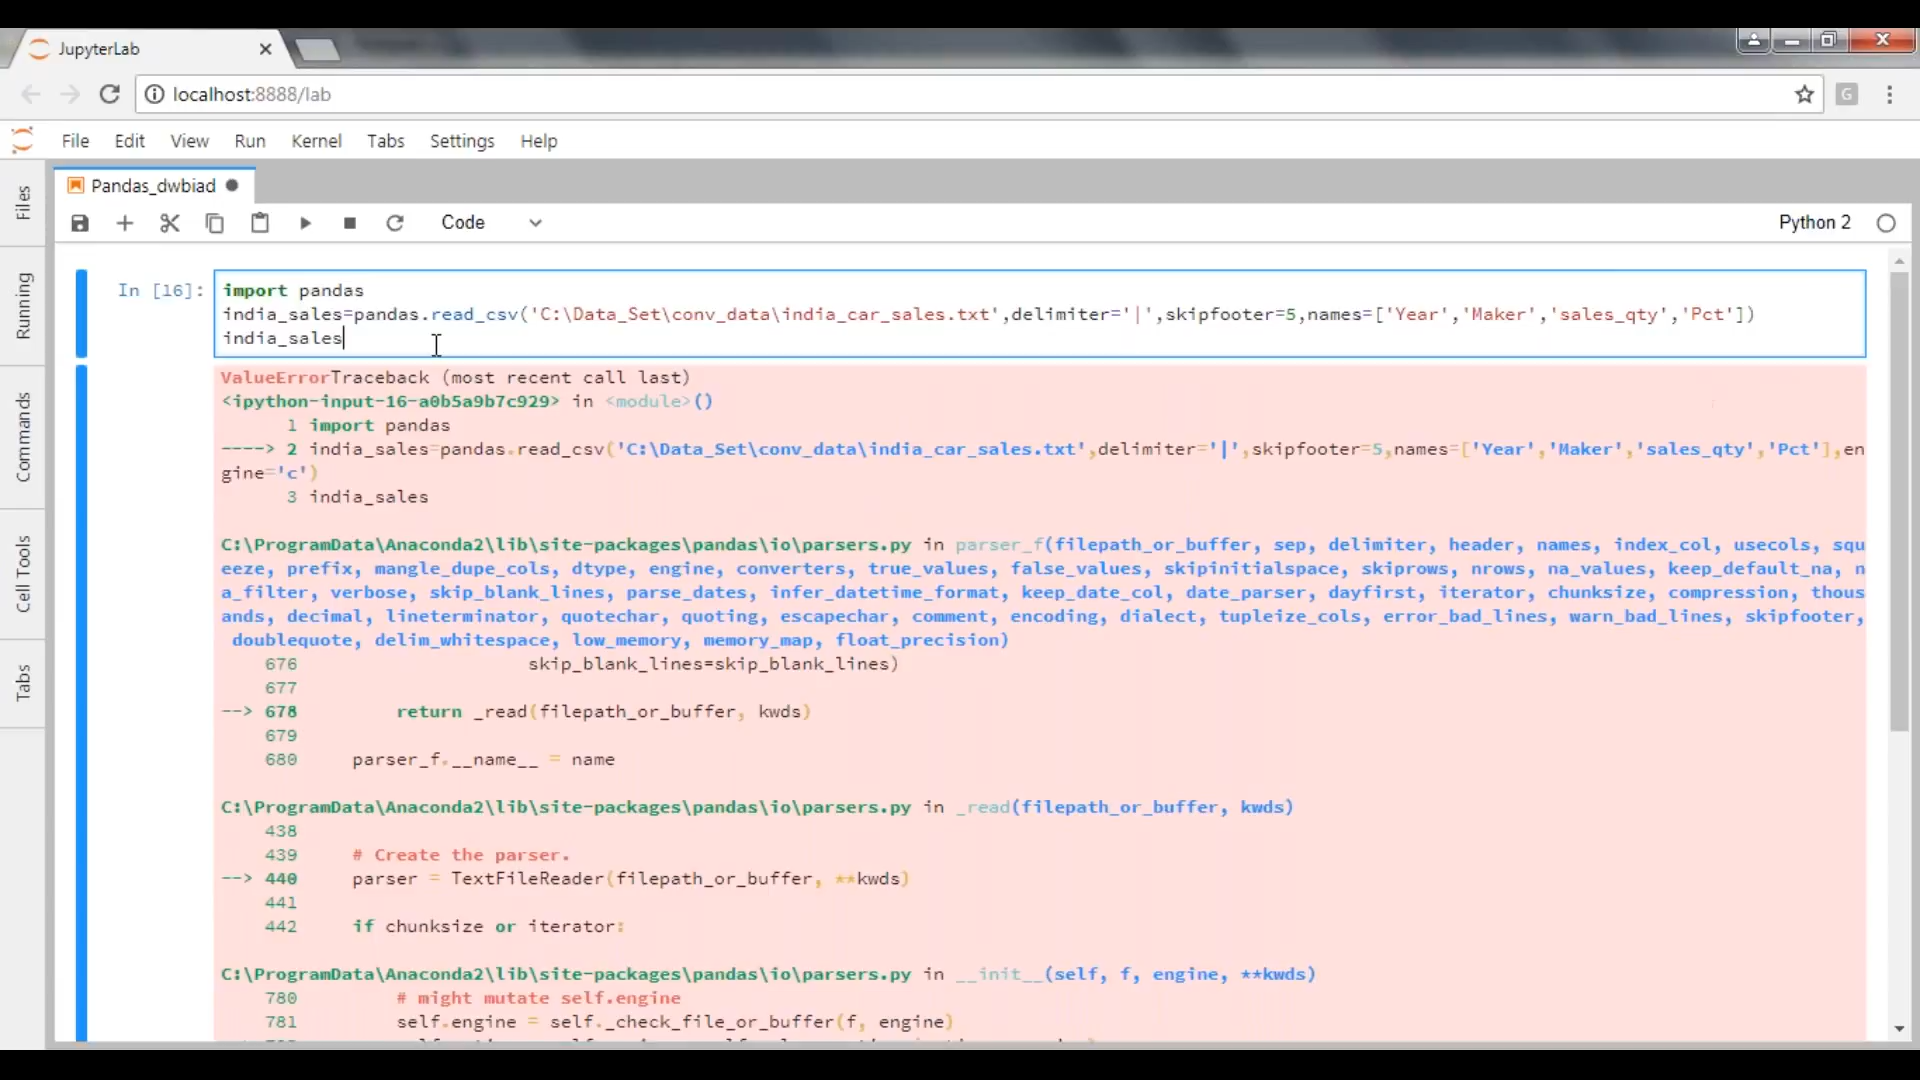 JupyterLab
localhost:8888/lab
G
File Edit View Run Kernel Tabs Settings Help
Files
Running
Commands
Cell Tools
Tabs
Pandas_dwbiad
Code
Python 2
In [16]:
import pandas
india_sales=pandas.read_csv('C:\Data_Set\conv_data\india_car_sales.txt',delimiter='|',skipfooter=5,names=['Year','Maker','sales_qty','Pct'])
india_sales
ValueErrorTraceback (most recent call last)
<ipython-input-16-a0b5a9b7c929> in <module>()
1 import pandas
----> 2 india_sales=pandas.read_csv('C:\Data_Set\conv_data\india_car_sales.txt',delimiter='|',skipfooter=5,names=['Year','Maker','sales_qty','Pct'],en
gine='c')
3 india_sales
C:\ProgramData\Anaconda2\lib\site-packages\pandas\io\parsers.py in parser_f(filepath_or_buffer, sep, delimiter, header, names, index_col, usecols, squ
eeze, prefix, mangle_dupe_cols, dtype, engine, converters, true_values, false_values, skipinitialspace, skiprows, nrows, na_values, keep_default_na, n
a_filter, verbose, skip_blank_lines, parse_dates, infer_datetime_format, keep_date_col, date_parser, dayfirst, iterator, chunksize, compression, thous
ands, decimal, lineterminator, quotechar, quoting, escapechar, comment, encoding, dialect, tupleize_cols, error_bad_lines, warn_bad_lines, skipfooter,
doublequote, delim_whitespace, low_memory, memory_map, float_precision)
676 skip_blank_lines=skip_blank_lines)
677
--> 678 return _read(filepath_or_buffer, kwds)
679
680 parser_f.__name__ = name
C:\ProgramData\Anaconda2\lib\site-packages\pandas\io\parsers.py in _read(filepath_or_buffer, kwds)
438
439 # Create the parser.
--> 440 parser = TextFileReader(filepath_or_buffer, **kwds)
441
442 if chunksize or iterator:
C:\ProgramData\Anaconda2\lib\site-packages\pandas\io\parsers.py in __init__(self, f, engine, **kwds)
780 # might mutate self.engine
781 self.engine = self._check_file_or_buffer(f, engine)